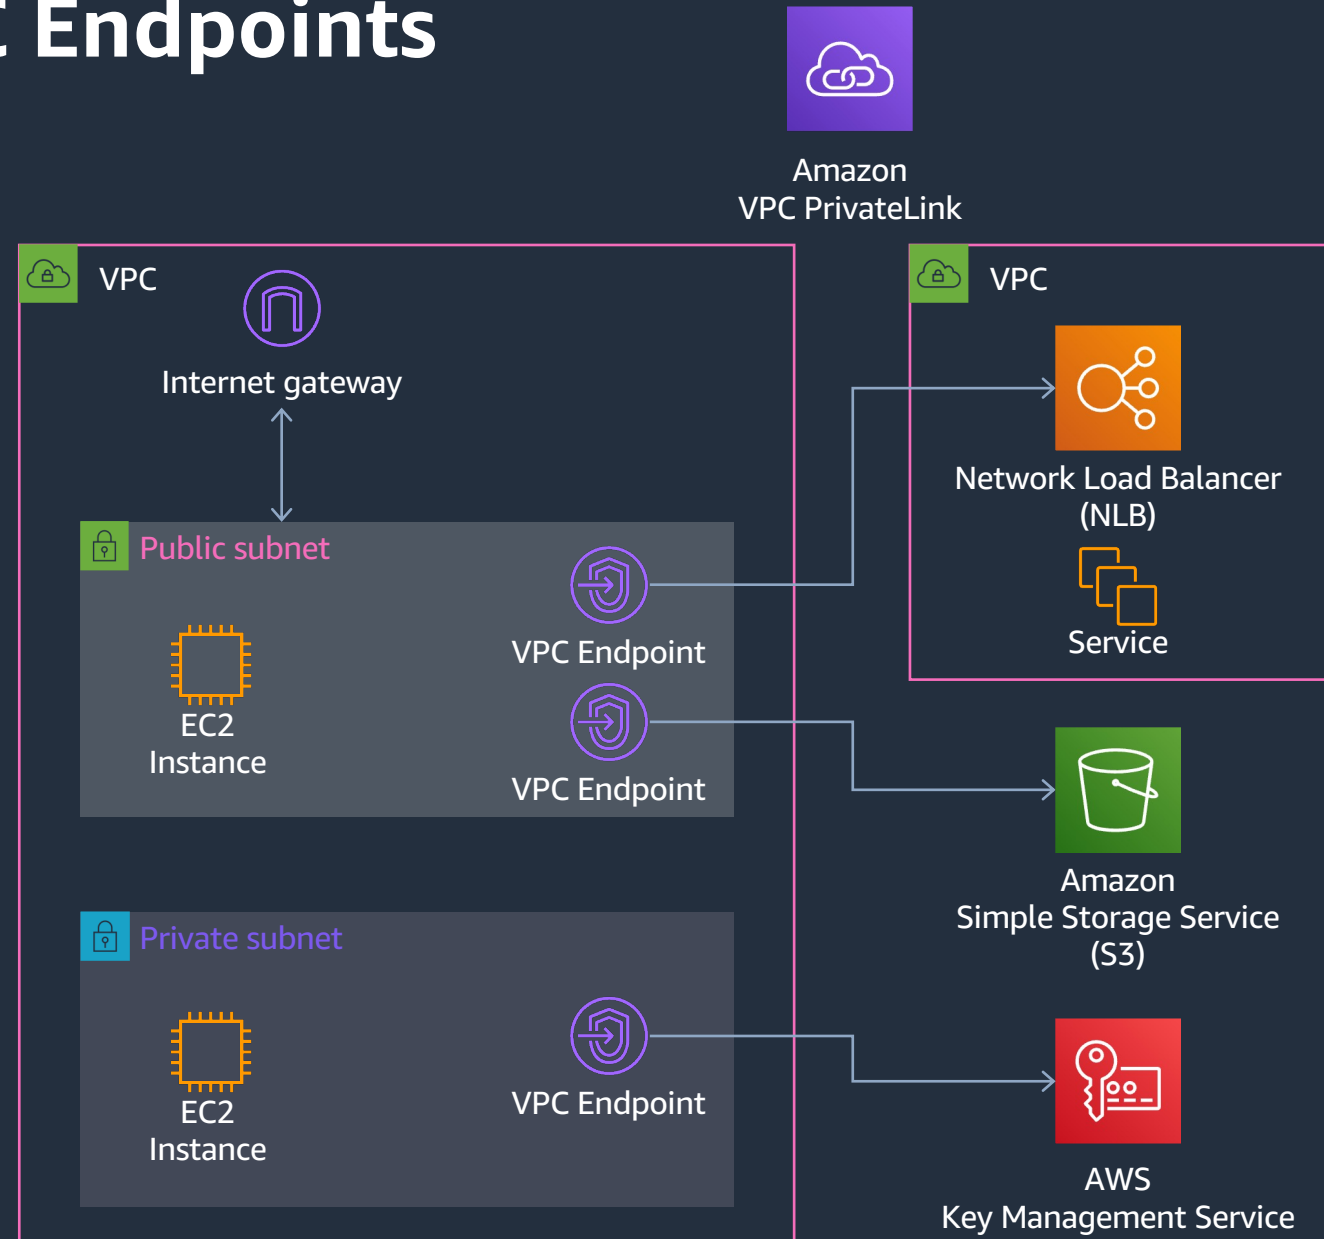 C Endpoints
Amazon
VPC PrivateLink
VPC
Internet gateway
Public subnet
EC2
Instance
VPC Endpoint
VPC Endpoint
Private subnet
EC2
Instance
VPC Endpoint
VPC
Network Load Balancer
(NLB)
Service
Amazon
Simple Storage Service
(S3)
AWS
Key Management Service